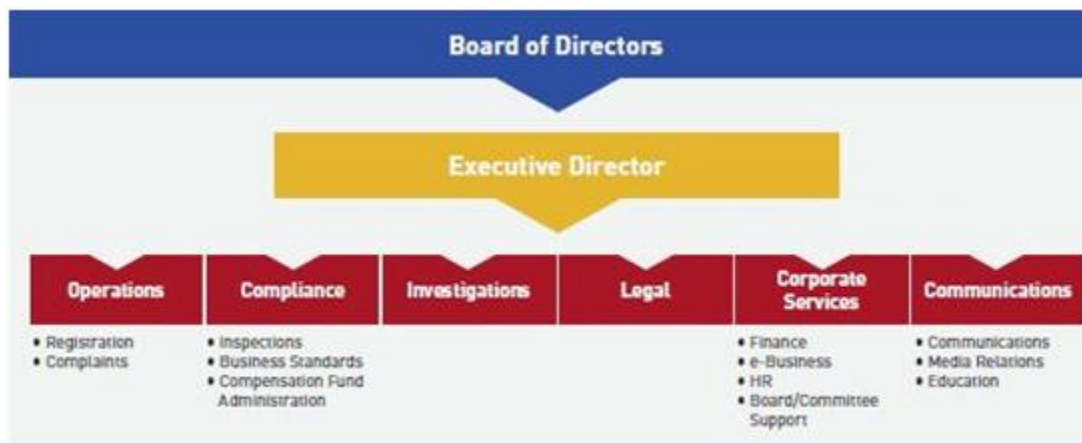 Board of Directors
Executive Director
Operations
Compliance
Investigations
Legal
Corporate
Services
Communications
• Registration
• Complaints
• Inspections
• Business Standards
• Compensation Fund
Administration
• Finance
• e-Business
• HR
• Board/Committee
Support
• Communications
• Media Relations
• Education